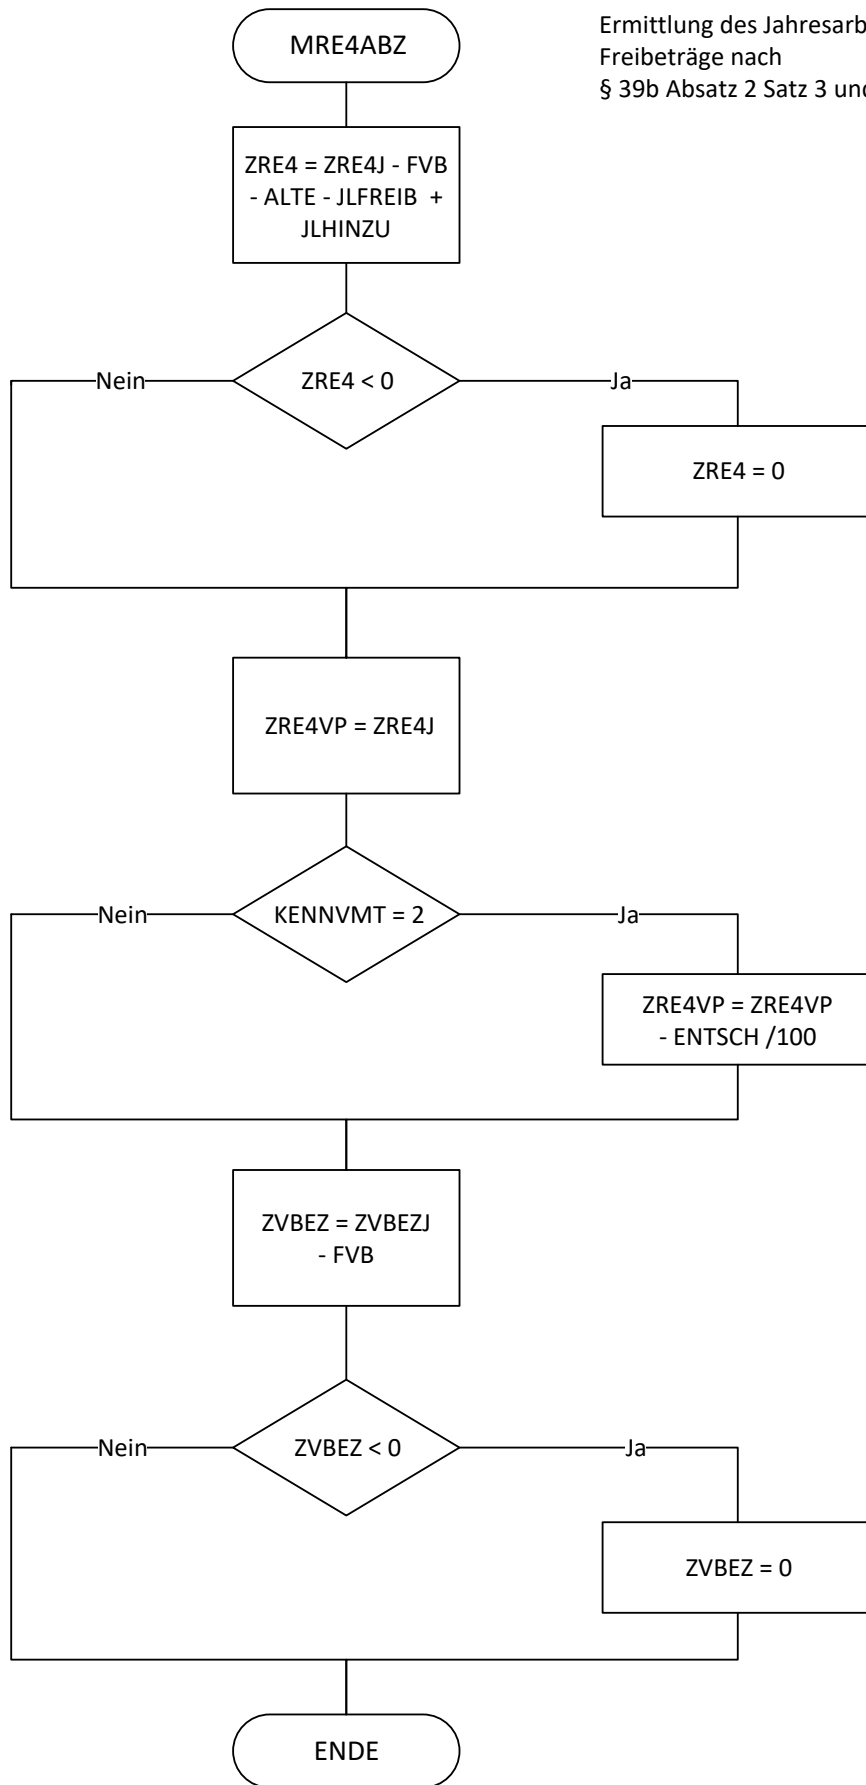 MRE4ABZ
Ermittlung des Jahresarb
Freibeträge nach
§ 39b Absatz 2 Satz 3 und
ZRE4 = ZRE4J - FVB
- ALTE - JLFREIB +
JLHINZU
Nein
ZRE4 < 0
Ja
ZRE4 = 0
ZRE4VP = ZRE4J
Nein
KENNVMT = 2
Ja
ZRE4VP = ZRE4VP
- ENTSCH /100
ZVBEZ = ZVBEZJ
- FVB
Nein
ZVBEZ < 0
Ja
ZVBEZ = 0
ENDE